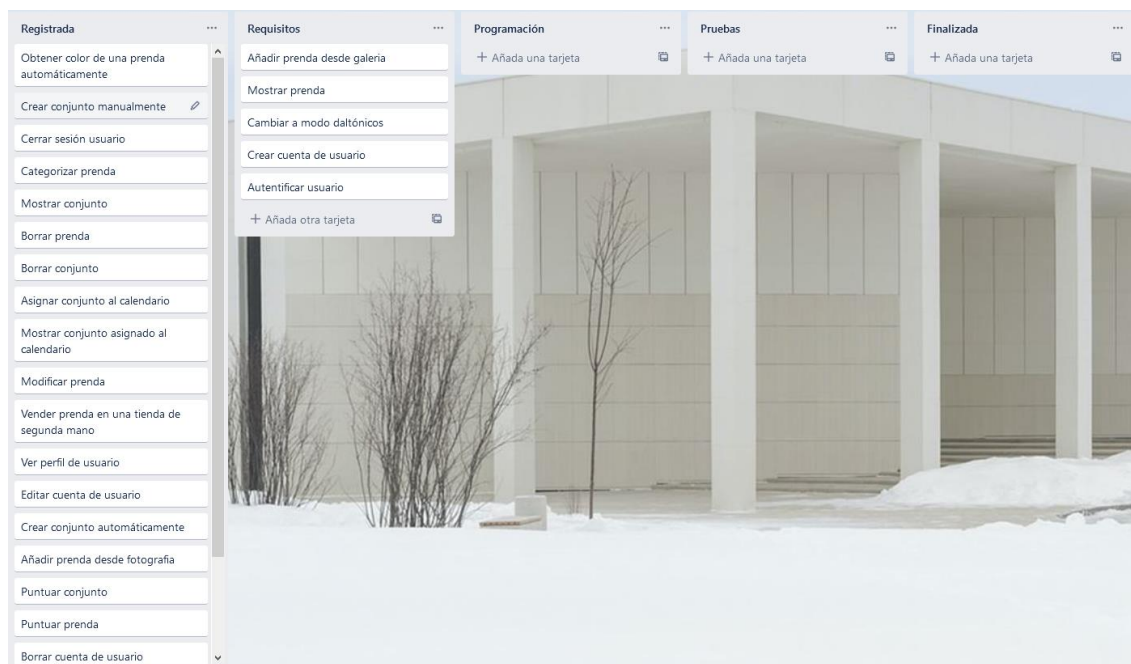 Registrada
Obtener color de una prenda
automáticamente
Crear conjunto manualmente
Cerrar sesión usuario
Categorizar prenda
Mostrar conjunto
Borrar prenda
Borrar conjunto
Asignar conjunto al calendario
Mostrar conjunto asignado al
calendario
Modificar prenda
Vender prenda en una tienda de
segunda mano
Ver perfil de usuario
Editar cuenta de usuario
Crear conjunto automáticamente
Añadir prenda desde fotografia
Puntuar conjunto
Puntuar prenda
Borrar cuenta de usuario
Requisitos
Añadir prenda desde galeria
Mostrar prenda
Cambiar a modo daltónicos
Crear cuenta de usuario
Autentificar usuario
+ Añada otra tarjeta
Programación
+ Añada una tarjeta
Pruebas
+ Añada una tarjeta
Finalizada
+ Añada una tarjeta